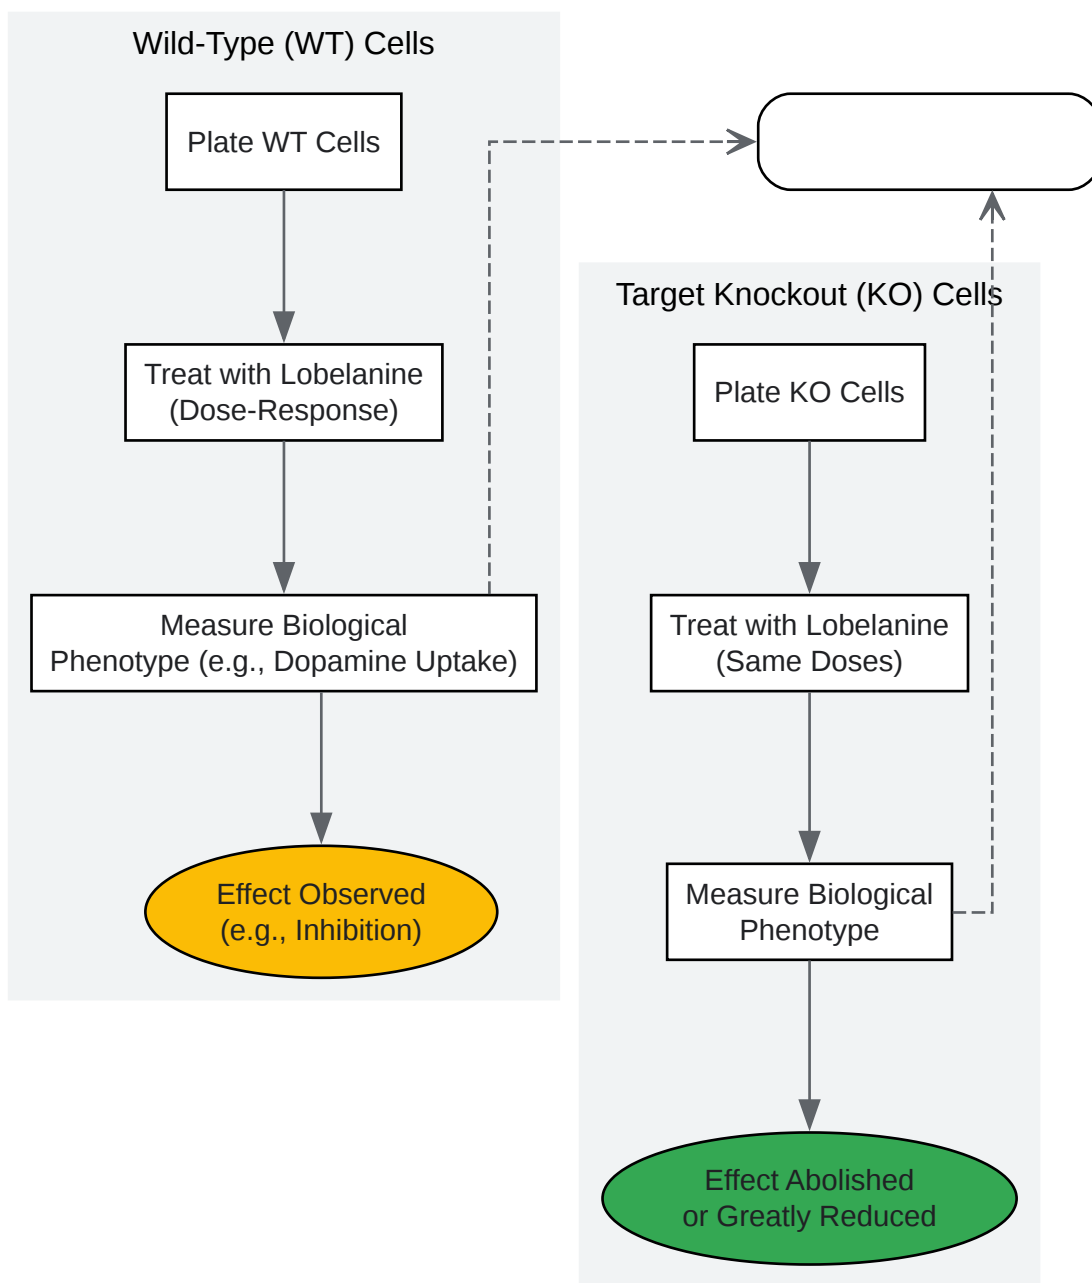 Wild-Type (WT) Cells
Plate WT Cells
Treat with Lobelanine
(Dose-Response)
Measure Biological
Phenotype (e.g., Dopamine Uptake)
Effect Observed
(e.g., Inhibition)
Target Knockout (KO) Cells
Plate KO Cells
Treat with Lobelanine
(Same Doses)
Measure Biological
Phenotype
Effect Abolished
or Greatly Reduced